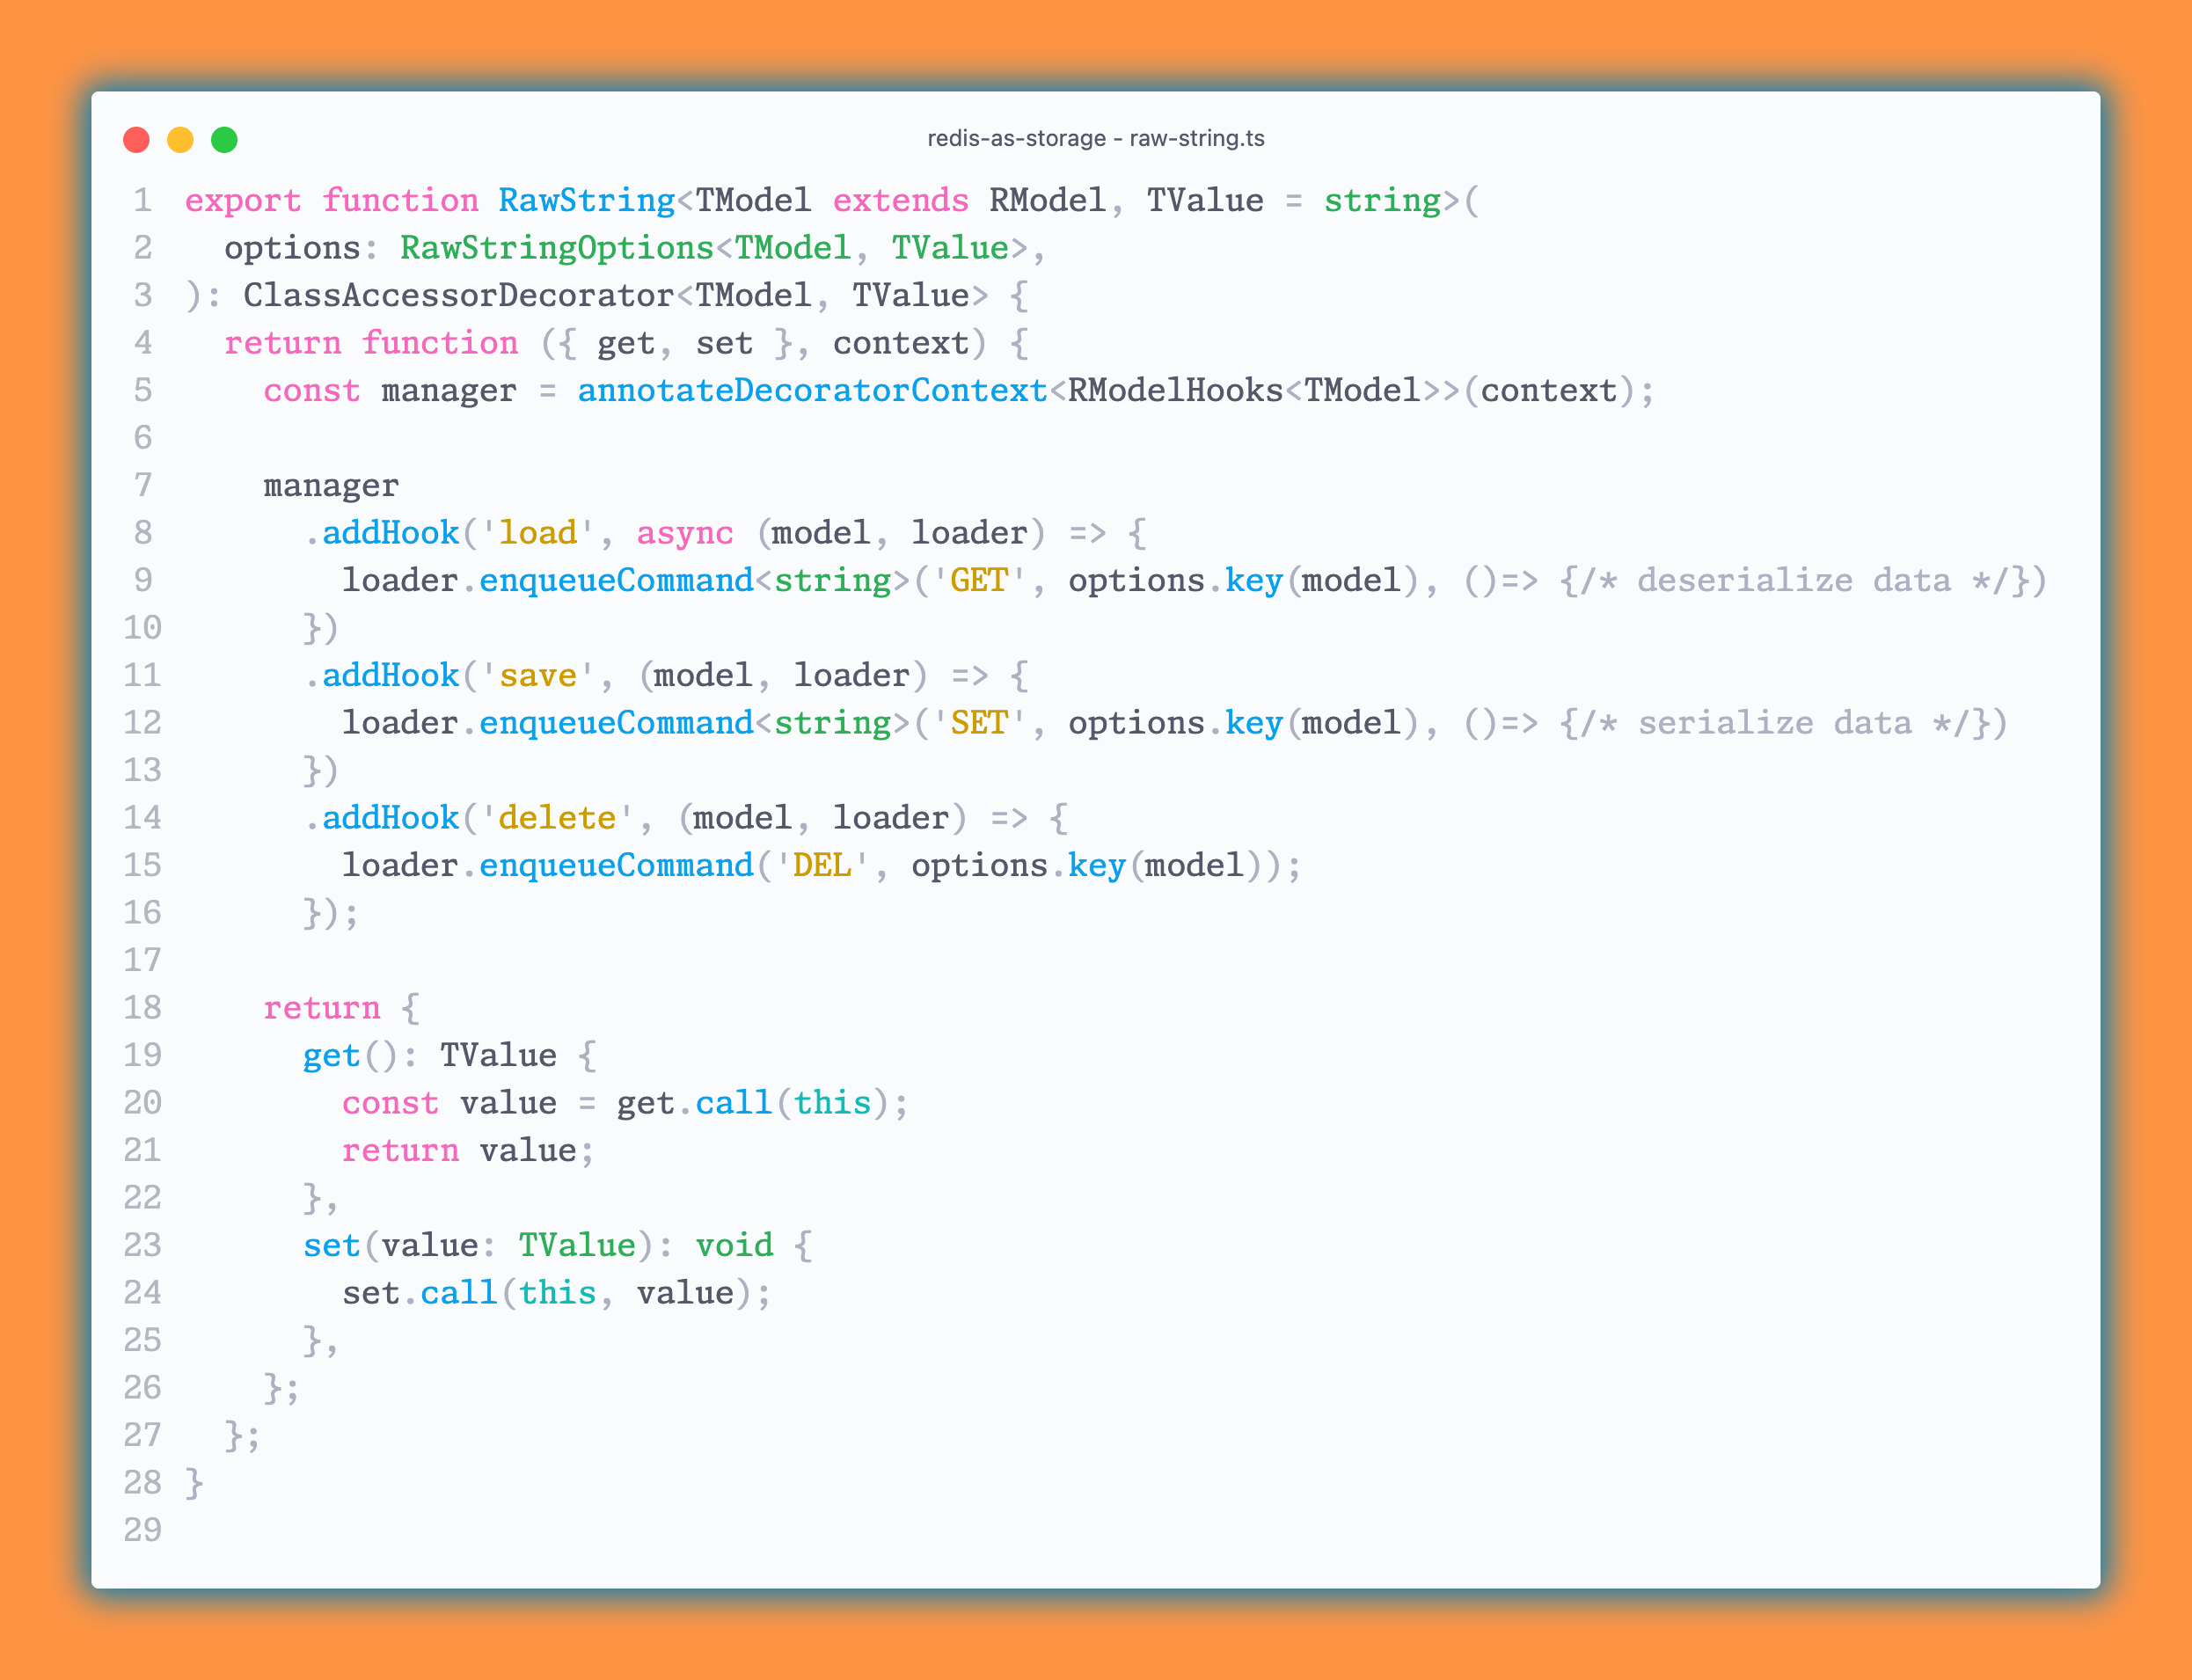 redis-as-storage - raw-string.ts
1 export function RawString<TModel extends RModel, TValue = string>(
2   options: RawStringOptions<TModel, TValue>,
3 ): ClassAccessorDecorator<TModel, TValue> {
4   return function ({ get, set }, context) {
5     const manager = annotateDecoratorContext<RModelHooks<TModel>>(context);
6
7     manager
8       .addHook('load', async (model, loader) => {
9         loader.enqueueCommand<string>('GET', options.key(model), ()=> {/* deserialize data */})
10       })
11       .addHook('save', (model, loader) => {
12         loader.enqueueCommand<string>('SET', options.key(model), ()=> {/* serialize data */})
13       })
14       .addHook('delete', (model, loader) => {
15         loader.enqueueCommand('DEL', options.key(model));
16       });
17
18     return {
19       get(): TValue {
20         const value = get.call(this);
21         return value;
22       },
23       set(value: TValue): void {
24         set.call(this, value);
25       },
26     };
27   };
28 }
29